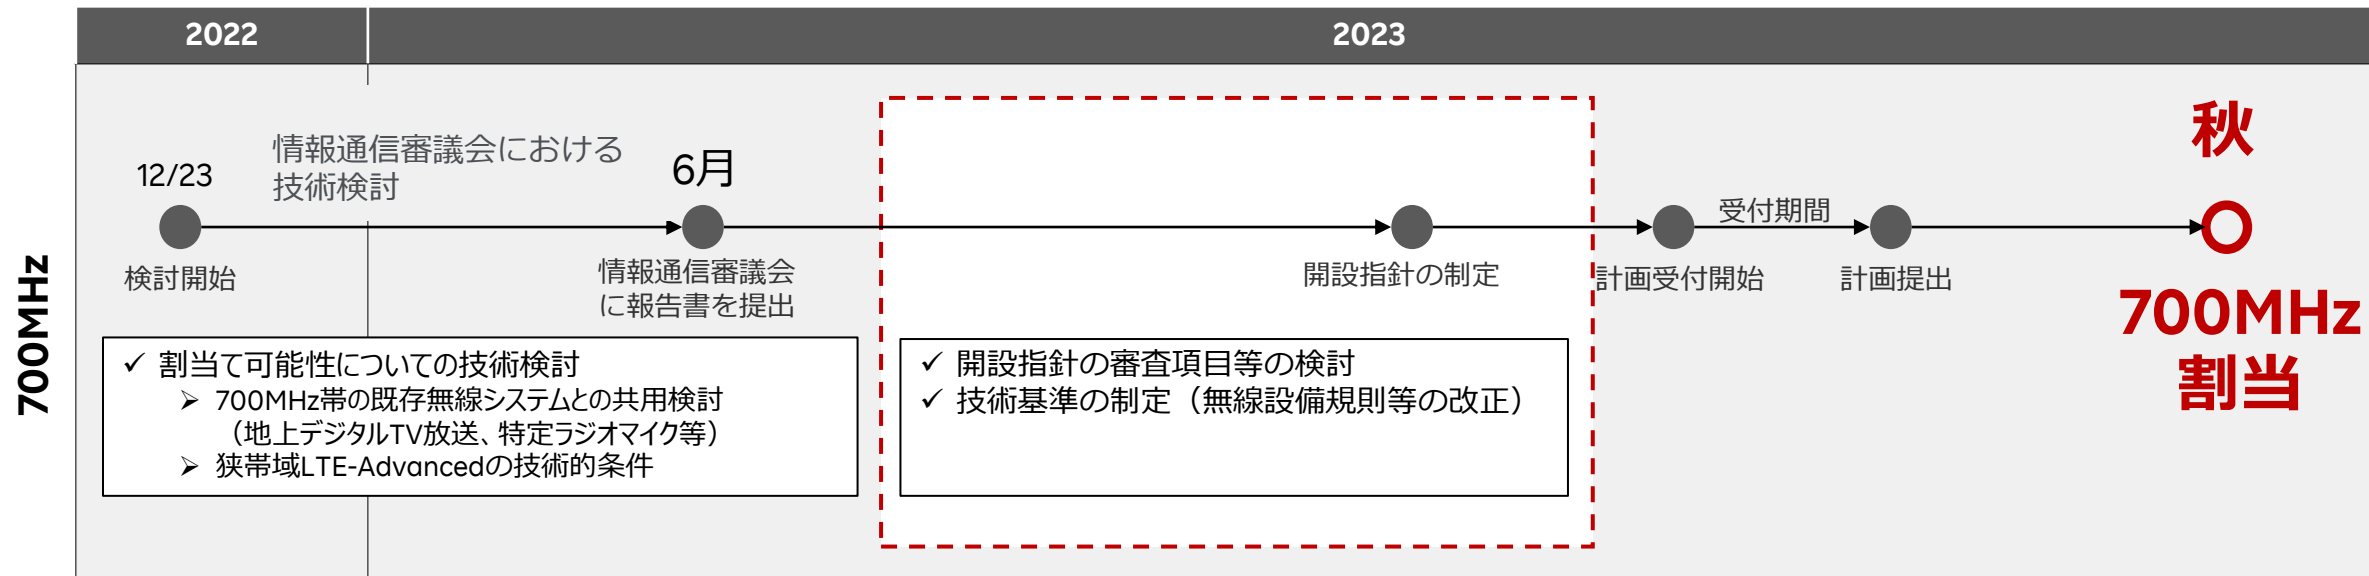 2022
2023
700MHz
12/23
情報通信審議会における
技術検討
6月
秋
検討開始
情報通信審議会
に報告書を提出
開設指針の制定
計画受付開始
受付期間
計画提出
700MHz
割当
✓ 割当て可能性についての技術検討
➢ 700MHz帯の既存無線システムとの共用検討
（地上デジタルTV放送、特定ラジオマイク等）
➢ 狭帯域LTE-Advancedの技術的条件
✓ 開設指針の審査項目等の検討
✓ 技術基準の制定（無線設備規則等の改正）